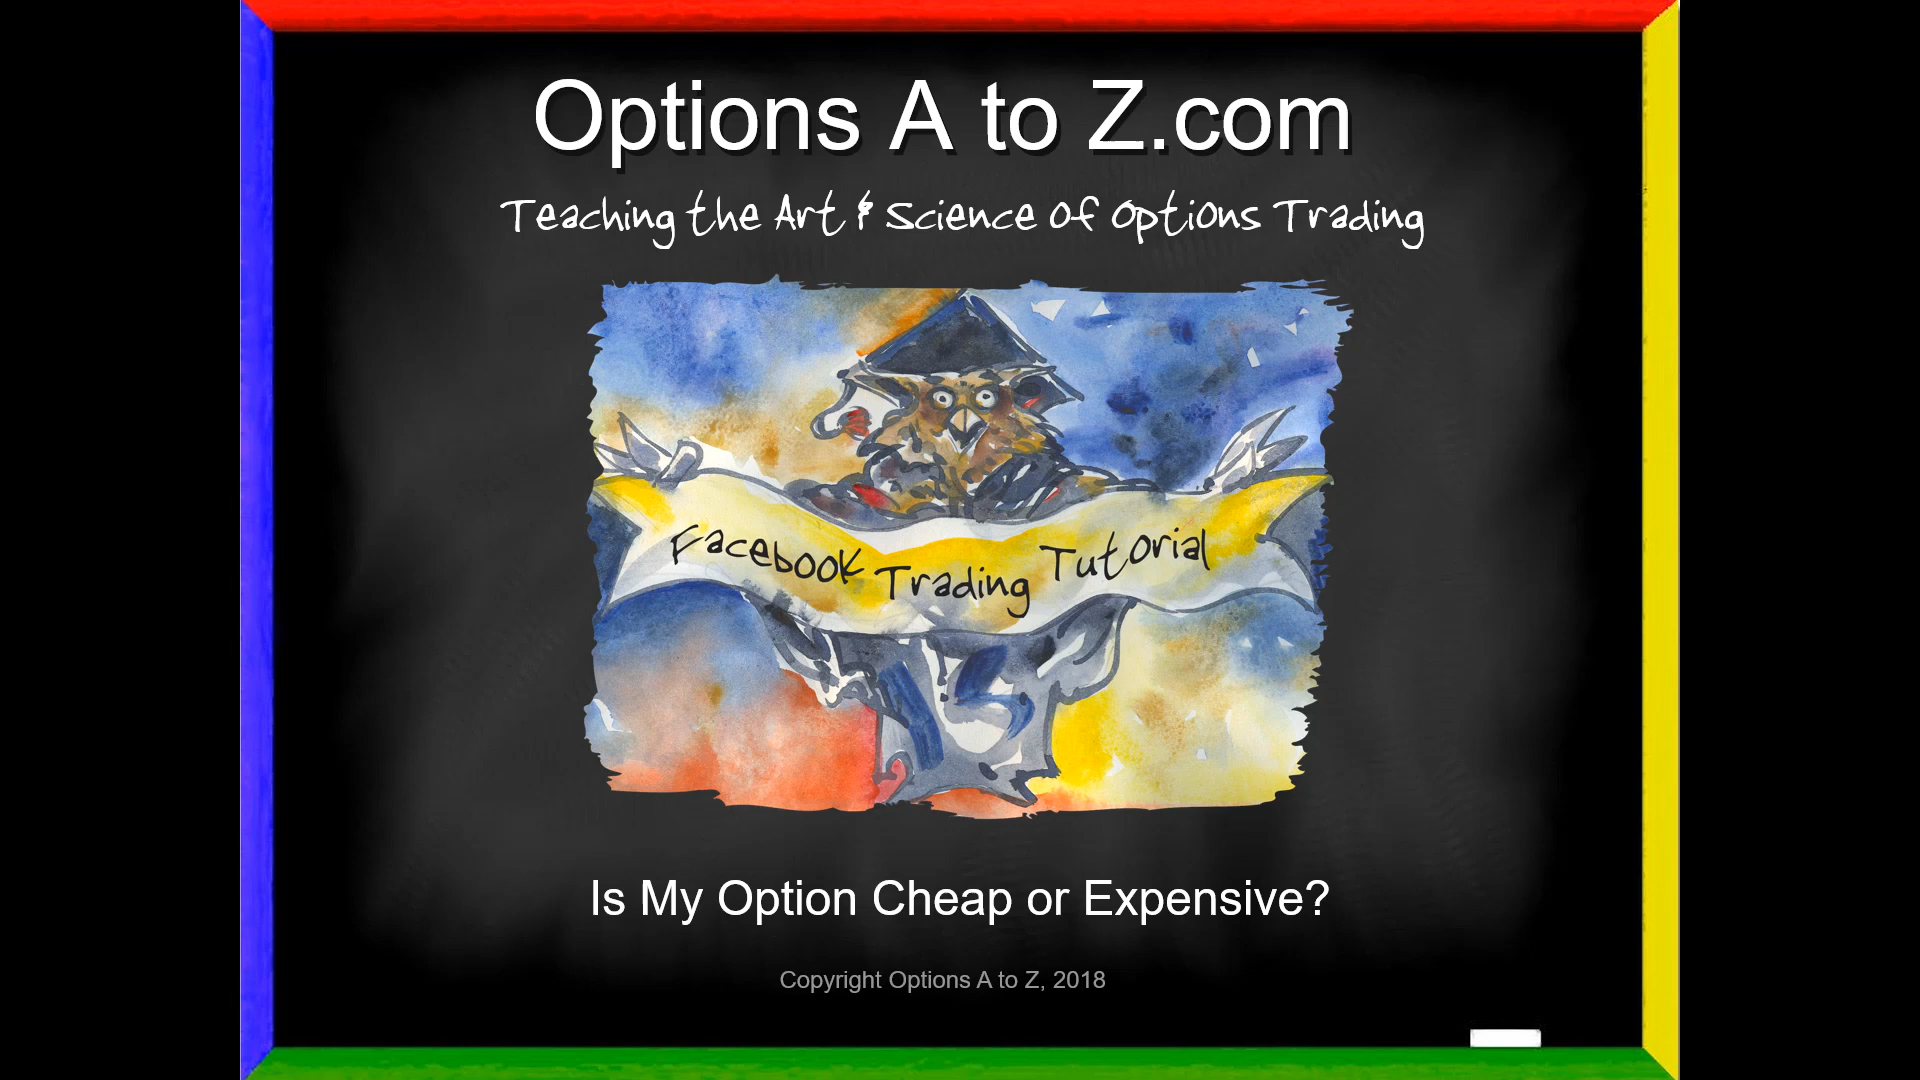 Options A to Z.com
Teaching the Art & Science of Options Trading
Facebook Trading Tutorial
Is My Option Cheap or Expensive?
Copyright Options A to Z, 2018